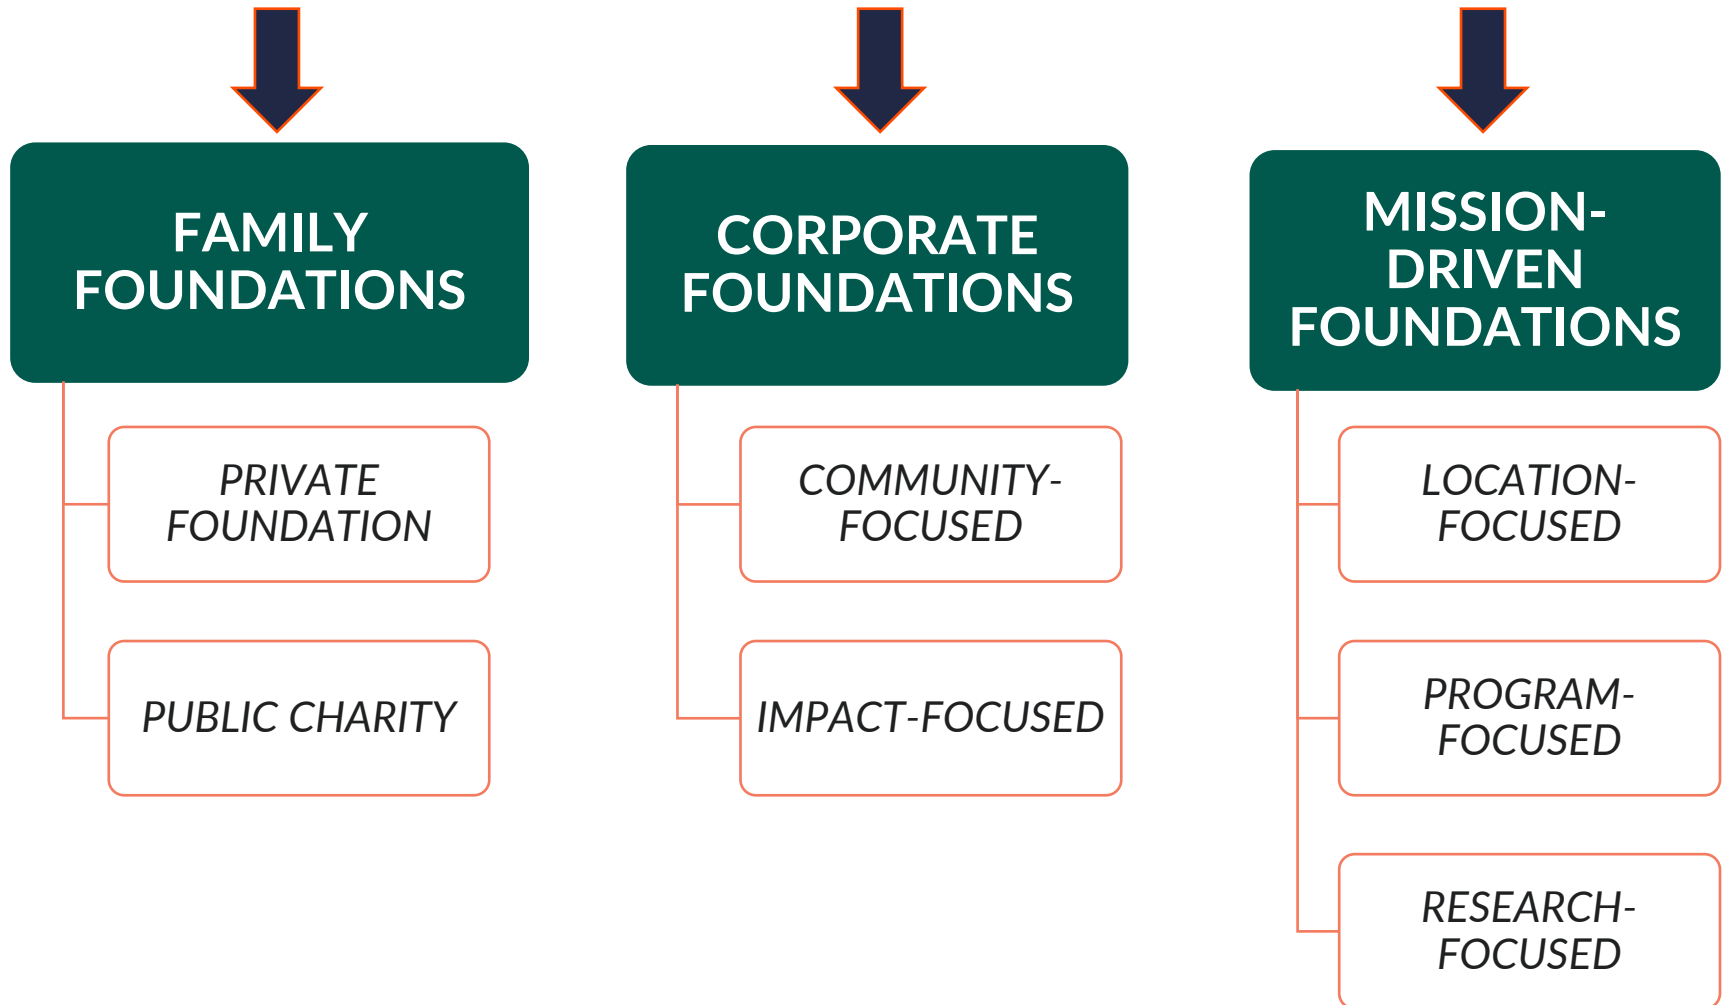 FAMILY
FOUNDATIONS
PRIVATE
FOUNDATION
PUBLIC CHARITY
CORPORATE
FOUNDATIONS
COMMUNITY-
FOCUSED
IMPACT-FOCUSED
MISSION-
DRIVEN
FOUNDATIONS
LOCATION-
FOCUSED
PROGRAM-
FOCUSED
RESEARCH-
FOCUSED